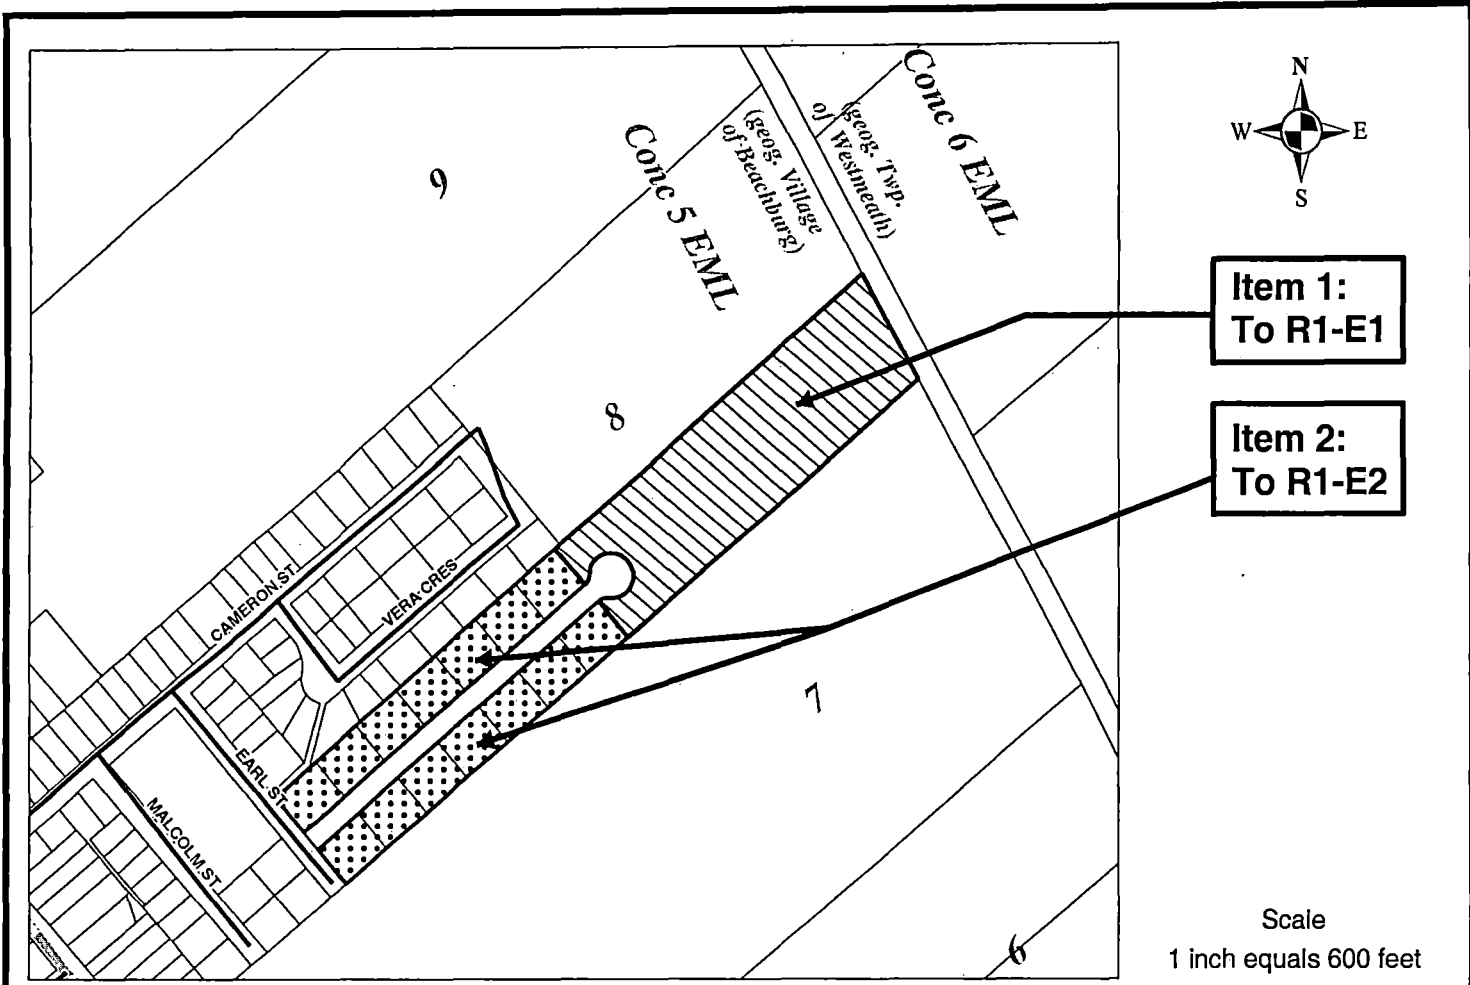 N
W E
S
Conc 6 EML
(geog. Twp.
of Westmeath)
(geog. Village
of Beachburg)
Conc 5 EML
9
8
7
6
Item 1:
To R1-E1
Item 2:
To R1-E2
CAMERON ST.
VERA CRES
EARL ST.
MALCOLM ST.
Scale
1 inch equals 600 feet